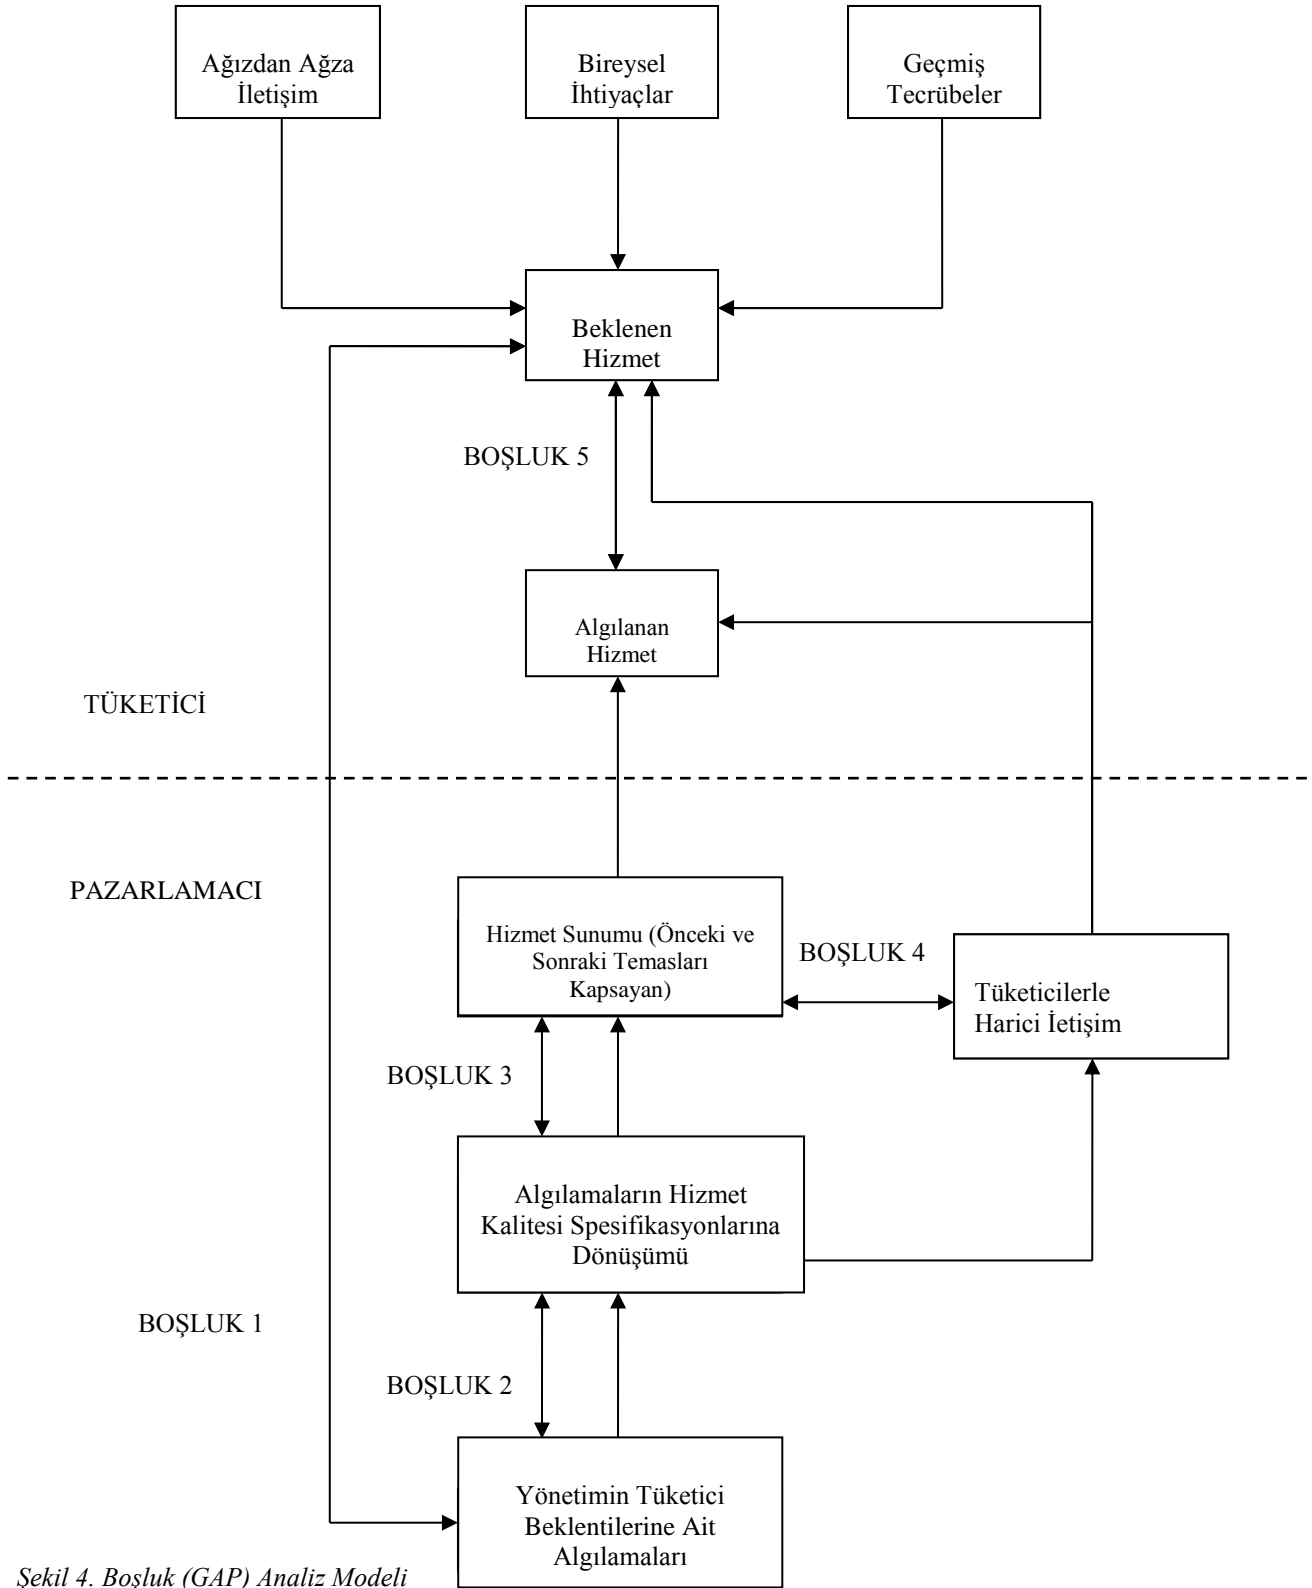 Ağızdan Ağza
İletişim
Bireysel
İhtiyaçlar
Geçmiş
Tecrübeler
Beklenen
Hizmet
BOŞLUK 5
Algılanan
Hizmet
TÜKETİCİ
PAZARLAMACI
Hizmet Sunumu (Önceki ve
Sonraki Temasları
Kapsayan)
BOŞLUK 4
Tüketicilerle
Harici İetişim
BOŞLUK 3
Algılamaların Hizmet
Kalitesi Spesifikasyonlarına
Dönüşümü
BOŞLUK 1
BOŞLUK 2
Yönetimin Tüketici
Beklentilerine Ait
Algılamaları
Şekil 4. Boşluk (GAP) Analiz Modeli